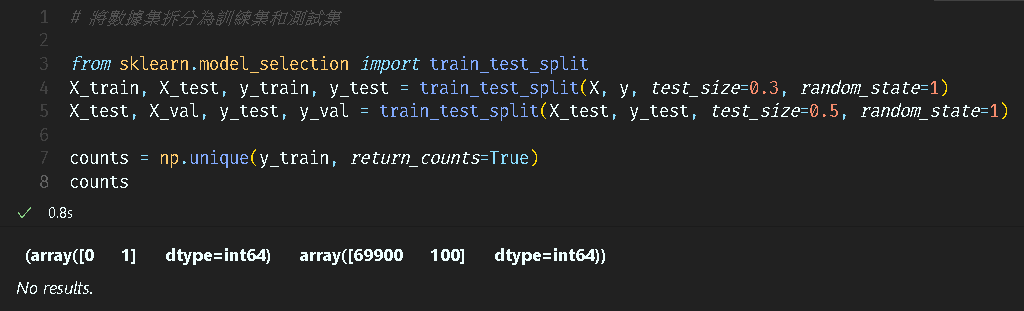 1 # 將數據集拆分為訓練集和測試集
2
3 from sklearn.model_selection import train_test_split
4 X_train, X_test, y_train, y_test = train_test_split(X, y, test_size=0.3, random_state=1)
5 X_test, X_val, y_test, y_val = train_test_split(X_test, y_test, test_size=0.5, random_state=1)
6
7 counts = np.unique(y_train, return_counts=True)
8 counts
✓ 0.8s
(array([0 1] dtype=int64) array([69900 100] dtype=int64))
No results.